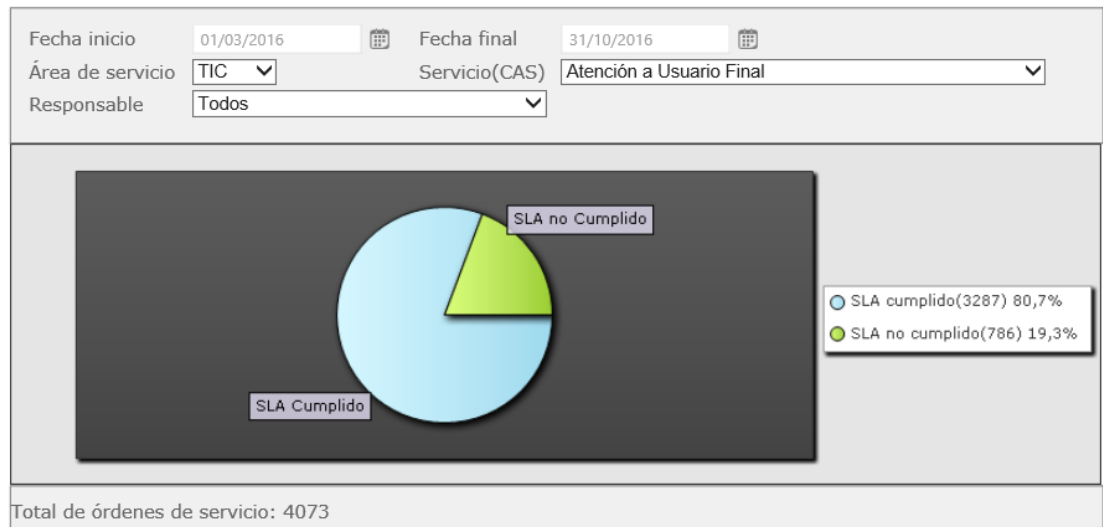 Fecha inicio 01/03/2016 Fecha final 31/10/2016
Área de servicio TIC Servicio(CAS) Atención a Usuario Final
Responsable Todos
SLA no Cumplido
SLA Cumplido
SLA cumplido(3287) 80,7%
SLA no cumplido(786) 19,3%
Total de órdenes de servicio: 4073